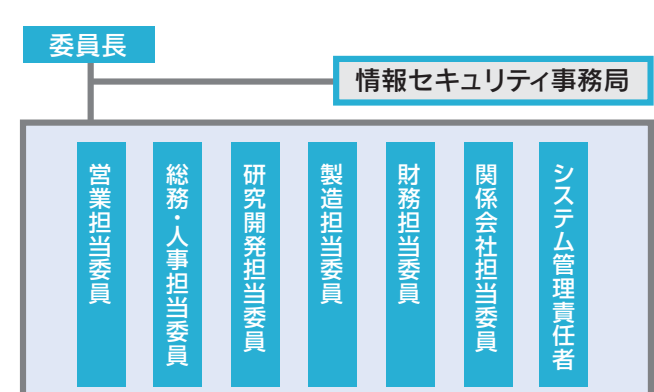 委員長
情報セキュリティ事務局
営業担当委員
総務・人事担当委員
研究開発担当委員
製造担当委員
財務担当委員
関係会社担当委員
システム管理責任者